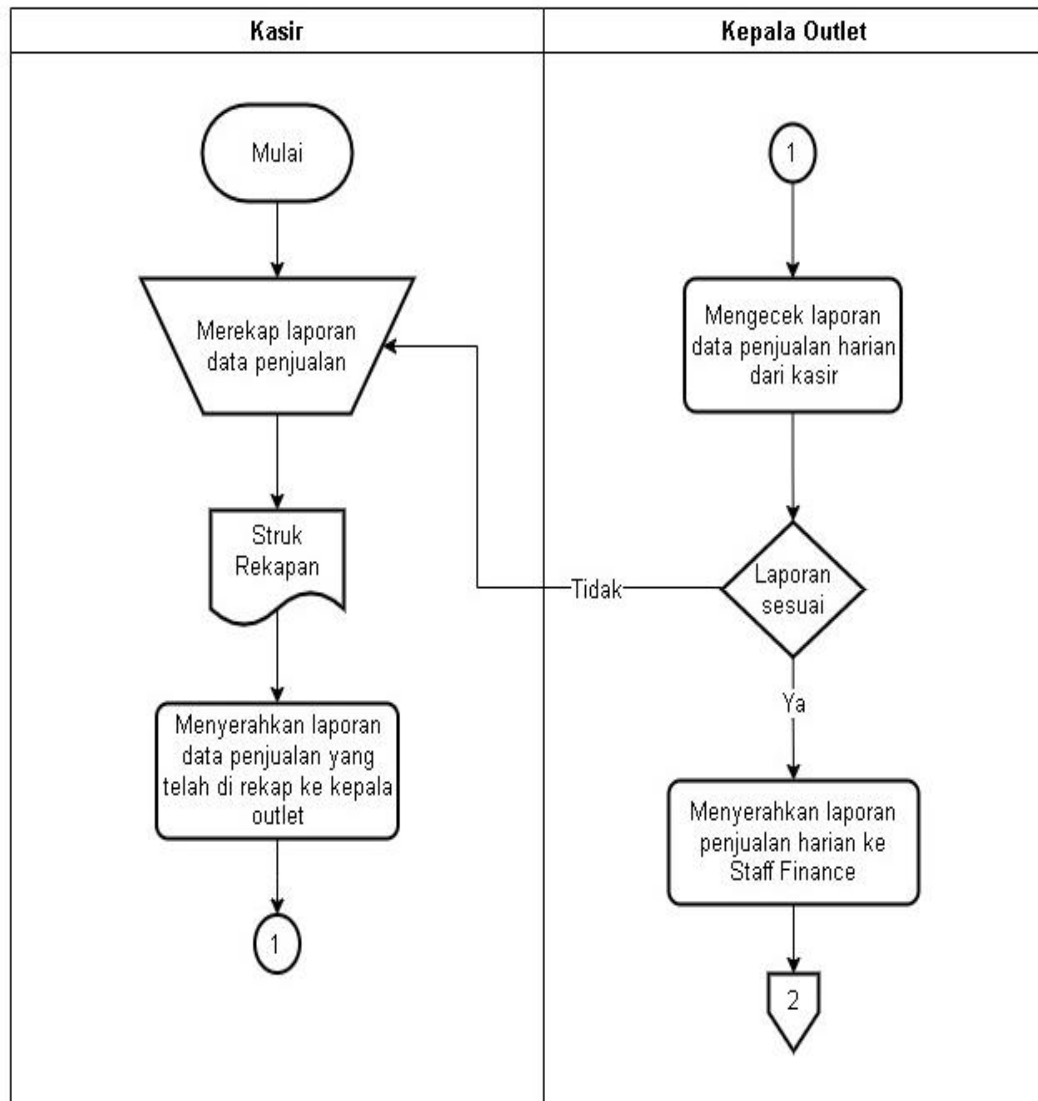 Kasir
Kepala Outlet
Mulai
Merekap laporan
data penjualan
Struk
Rekapan
Menyerahkan laporan
data penjualan yang
telah di rekap ke kepala
outlet
1
1
Mengecek laporan
data penjualan harian
dari kasir
Laporan
sesuai
Tidak
Ya
Menyerahkan laporan
penjualan harian ke
Staff Finance
2